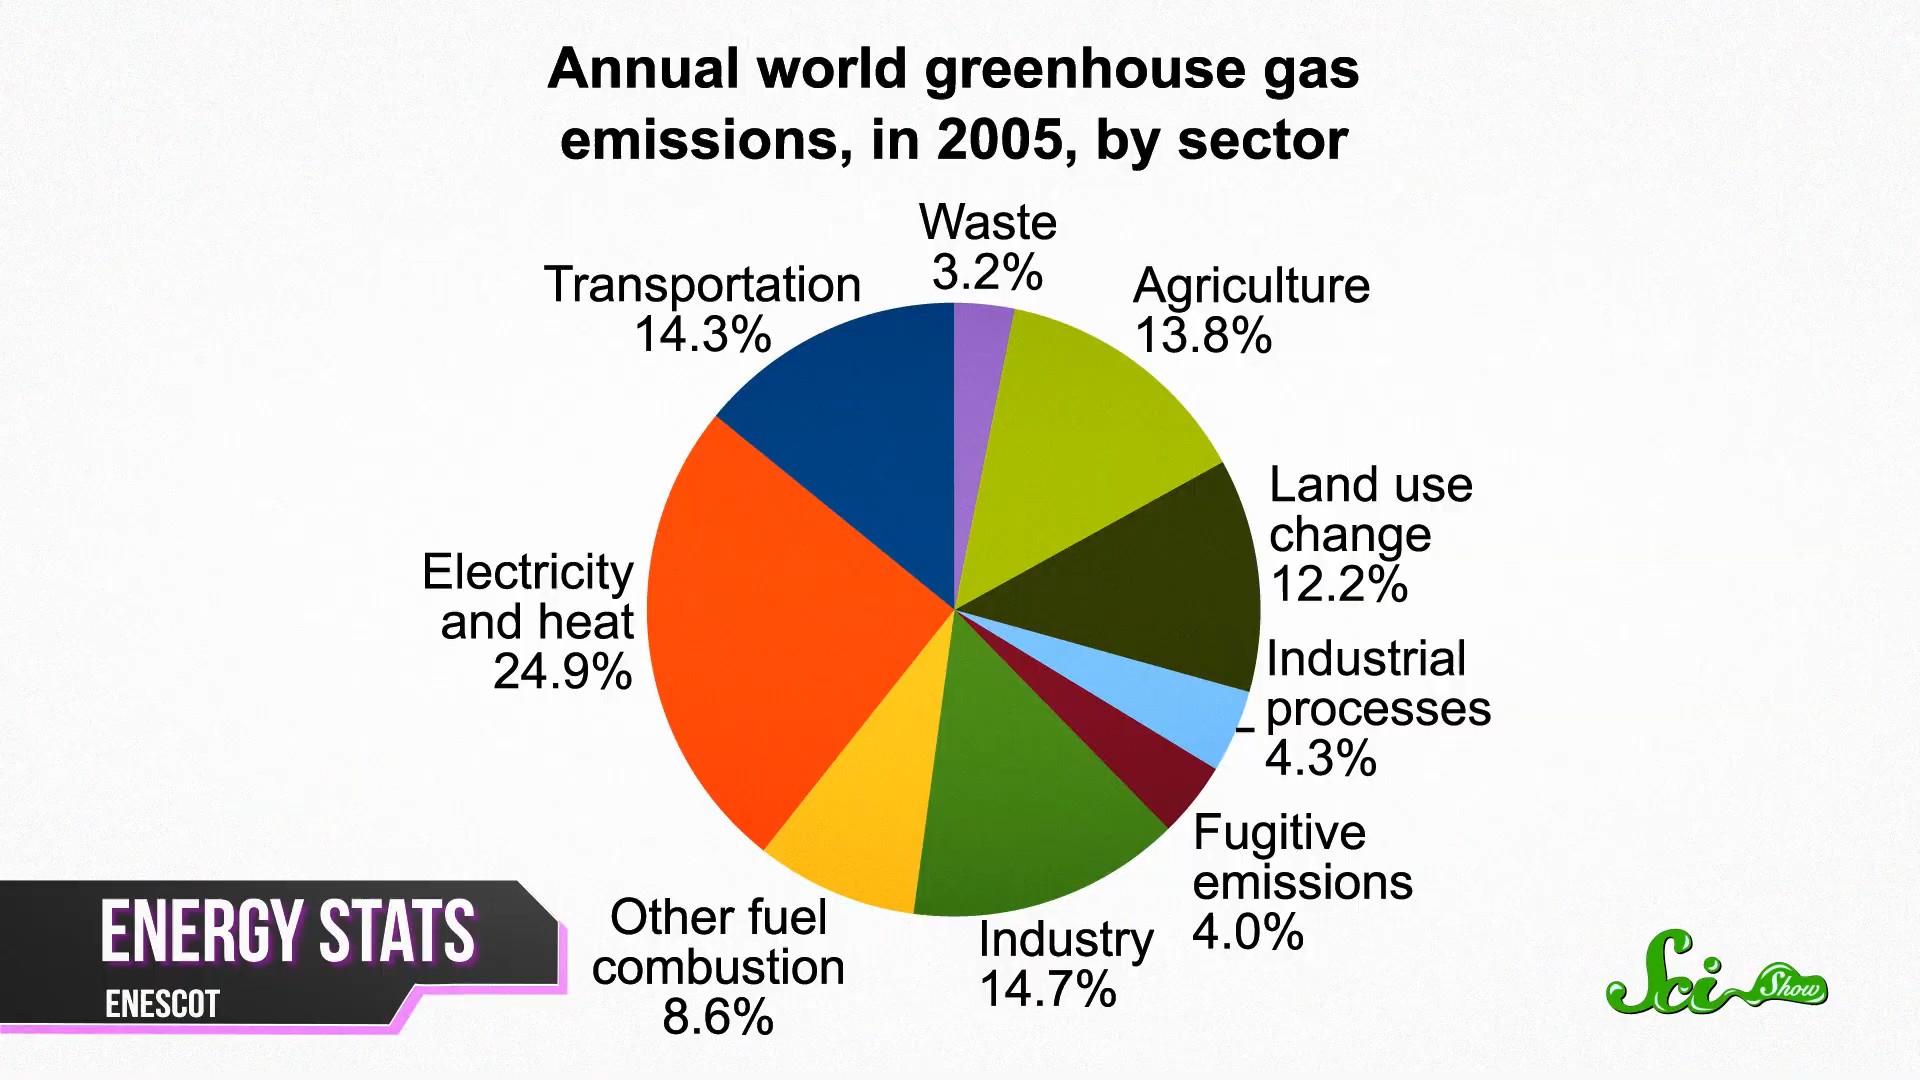 Annual world greenhouse gas
emissions, in 2005, by sector
Waste
3.2%
Transportation
14.3%
Agriculture
13.8%
Land use
change
12.2%
Electricity
and heat
24.9%
Industrial
processes
4.3%
Fugitive
emissions
4.0%
Other fuel
combustion
8.6%
Industry
14.7%
ENERGY STATS
ENESCOT
Sci Show